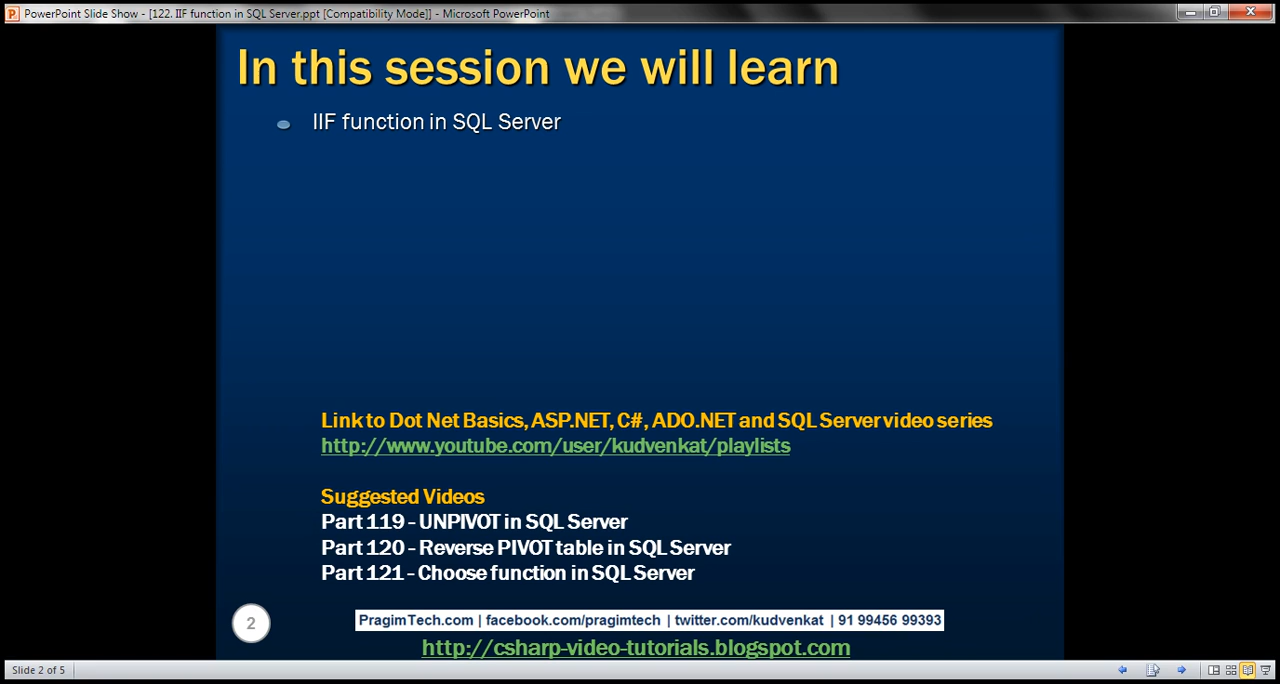 PowerPoint Slide Show - [122. IIF function in SQL Server.ppt [Compatibility Mode]] - Microsoft PowerPoint
In this session we will learn
IIF function in SQL Server
Link to Dot Net Basics, ASP.NET, C#, ADO.NET and SQL Server video series
http://www.youtube.com/user/kudvenkat/playlists
Suggested Videos
Part 119 - UNPIVOT in SQL Server
Part 120 - Reverse PIVOT table in SQL Server
Part 121 - Choose function in SQL Server
2
PragimTech.com | facebook.com/pragimtech | twitter.com/kudvenkat | 91 99456 99393
http://csharp-video-tutorials.blogspot.com
Slide 2 of 5